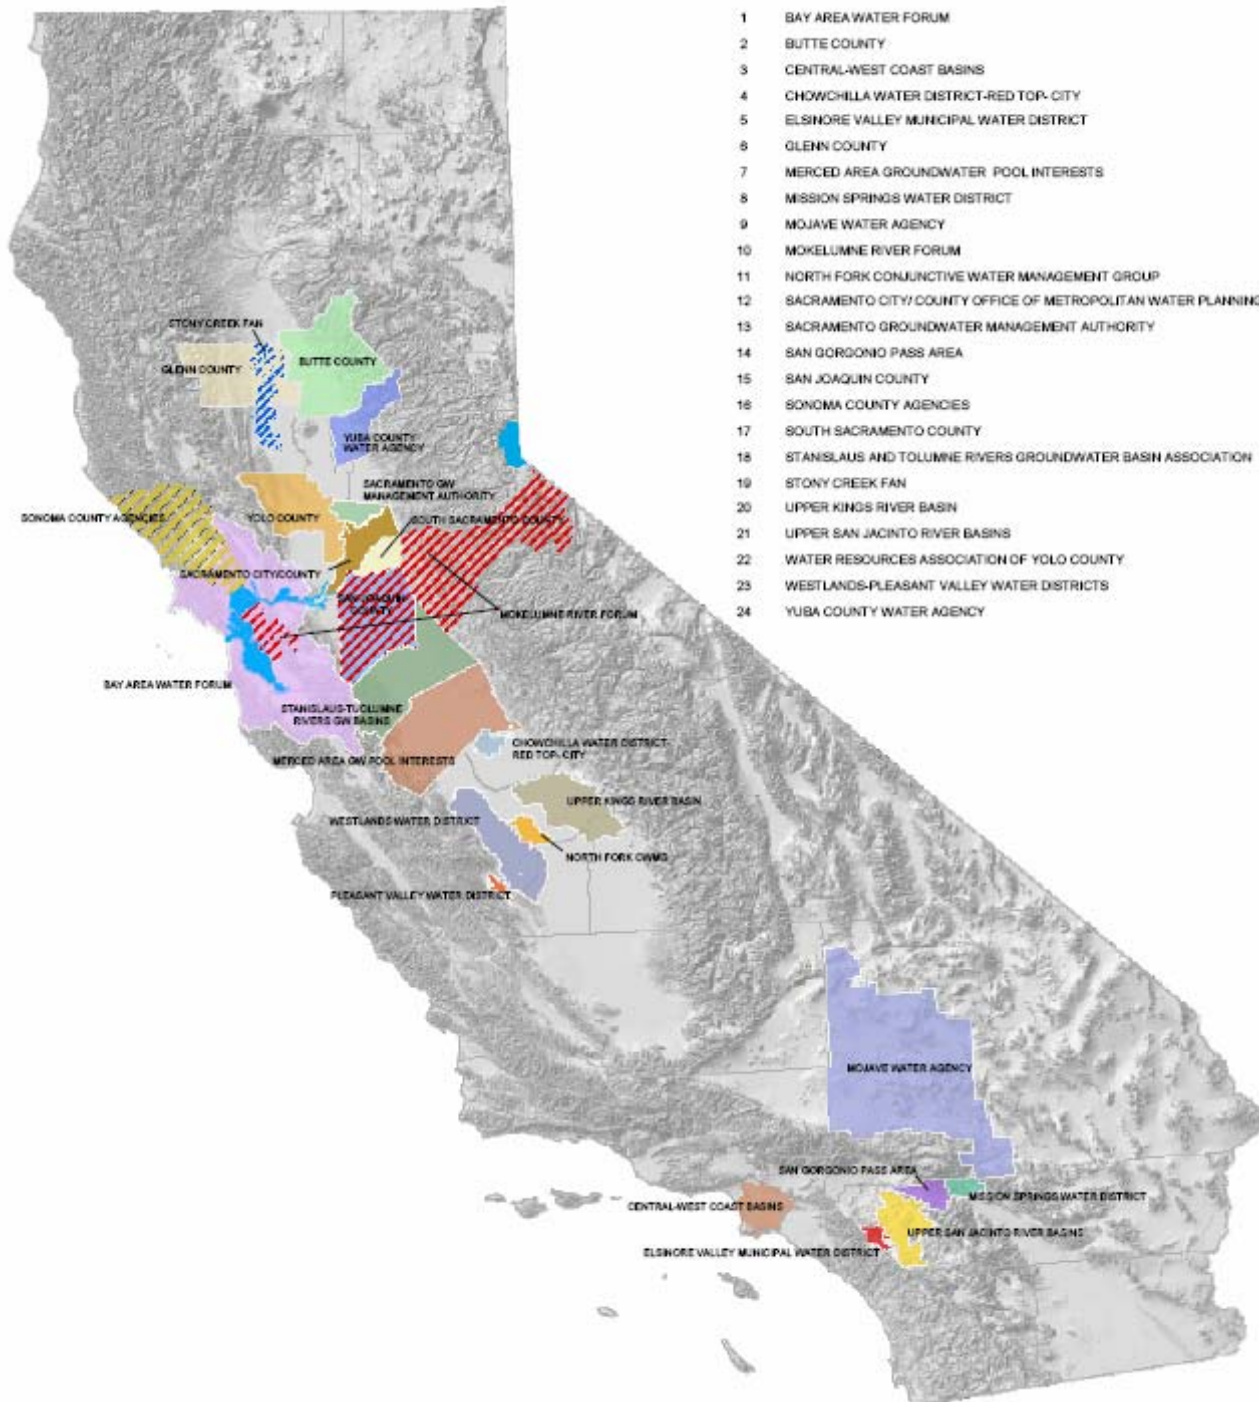 1 BAY AREA WATER FORUM
2 BUTTE COUNTY
3 CENTRAL-WEST COAST BASINS
4 CHOWCHILLA WATER DISTRICT-RED TOP- CITY
5 ELSINORE VALLEY MUNICIPAL WATER DISTRICT
6 GLENN COUNTY
7 MERCED AREA GROUNDWATER POOL INTERESTS
8 MISSION SPRINGS WATER DISTRICT
9 MOJAVE WATER AGENCY
10 MOKELUMNE RIVER FORUM
11 NORTH FORK CONJUNCTIVE WATER MANAGEMENT GROUP
12 SACRAMENTO CITY/ COUNTY OFFICE OF METROPOLITAN WATER PLANNING
13 SACRAMENTO GROUNDWATER MANAGEMENT AUTHORITY
14 SAN GORGONIO PASS AREA
15 SAN JOAQUIN COUNTY
16 SONOMA COUNTY AGENCIES
17 SOUTH SACRAMENTO COUNTY
18 STANISLAUS AND TOLUMNE RIVERS GROUNDWATER BASIN ASSOCIATION
19 STONY CREEK FAN
20 UPPER KINGS RIVER BASIN
21 UPPER SAN JACINTO RIVER BASINS
22 WATER RESOURCES ASSOCIATION OF YOLO COUNTY
23 WESTLANDS-PLEASANT VALLEY WATER DISTRICTS
24 YUBA COUNTY WATER AGENCY
STONY CREEK FAN
GLENN COUNTY
BUTTE COUNTY
YUBA COUNTY
WATER AGENCY
SACRAMENTO GW
MANAGEMENT AUTHORITY
SONOMA COUNTY AGENCIES
YOLO COUNTY
SOUTH SACRAMENTO COUNTY
SACRAMENTO CITY/COUNTY
SAN JOAQUIN
COUNTY
MOKELUMNE RIVER FORUM
BAY AREA WATER FORUM
STANISLAUS-TUOLUMNE
RIVERS GW BASINS
MERCED AREA GW POOL INTERESTS
CHOWCHILLA WATER DISTRICT-
RED TOP- CITY
UPPER KINGS RIVER BASIN
WESTLANDS WATER DISTRICT
NORTH FORK CWMG
PLEASANT VALLEY WATER DISTRICT
MOJAVE WATER AGENCY
SAN GORGONIO PASS AREA
MISSION SPRINGS WATER DISTRICT
CENTRAL-WEST COAST BASINS
UPPER SAN JACINTO RIVER BASINS
ELSINORE VALLEY MUNICIPAL WATER DISTRICT